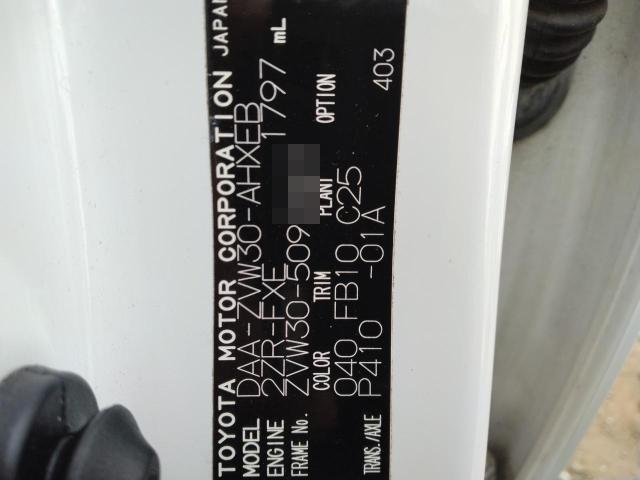 TOYOTA MOTOR CORPORATION JAPAN
MODEL DAA-ZVW30-AHXEB
ENGINE 2ZR-FXE 1797 mL
FRAME No. ZVW30-509
COLOR TRIM PLANT OPTION
040 FB10 C25
TRANS./AXLE P410 -01A 403